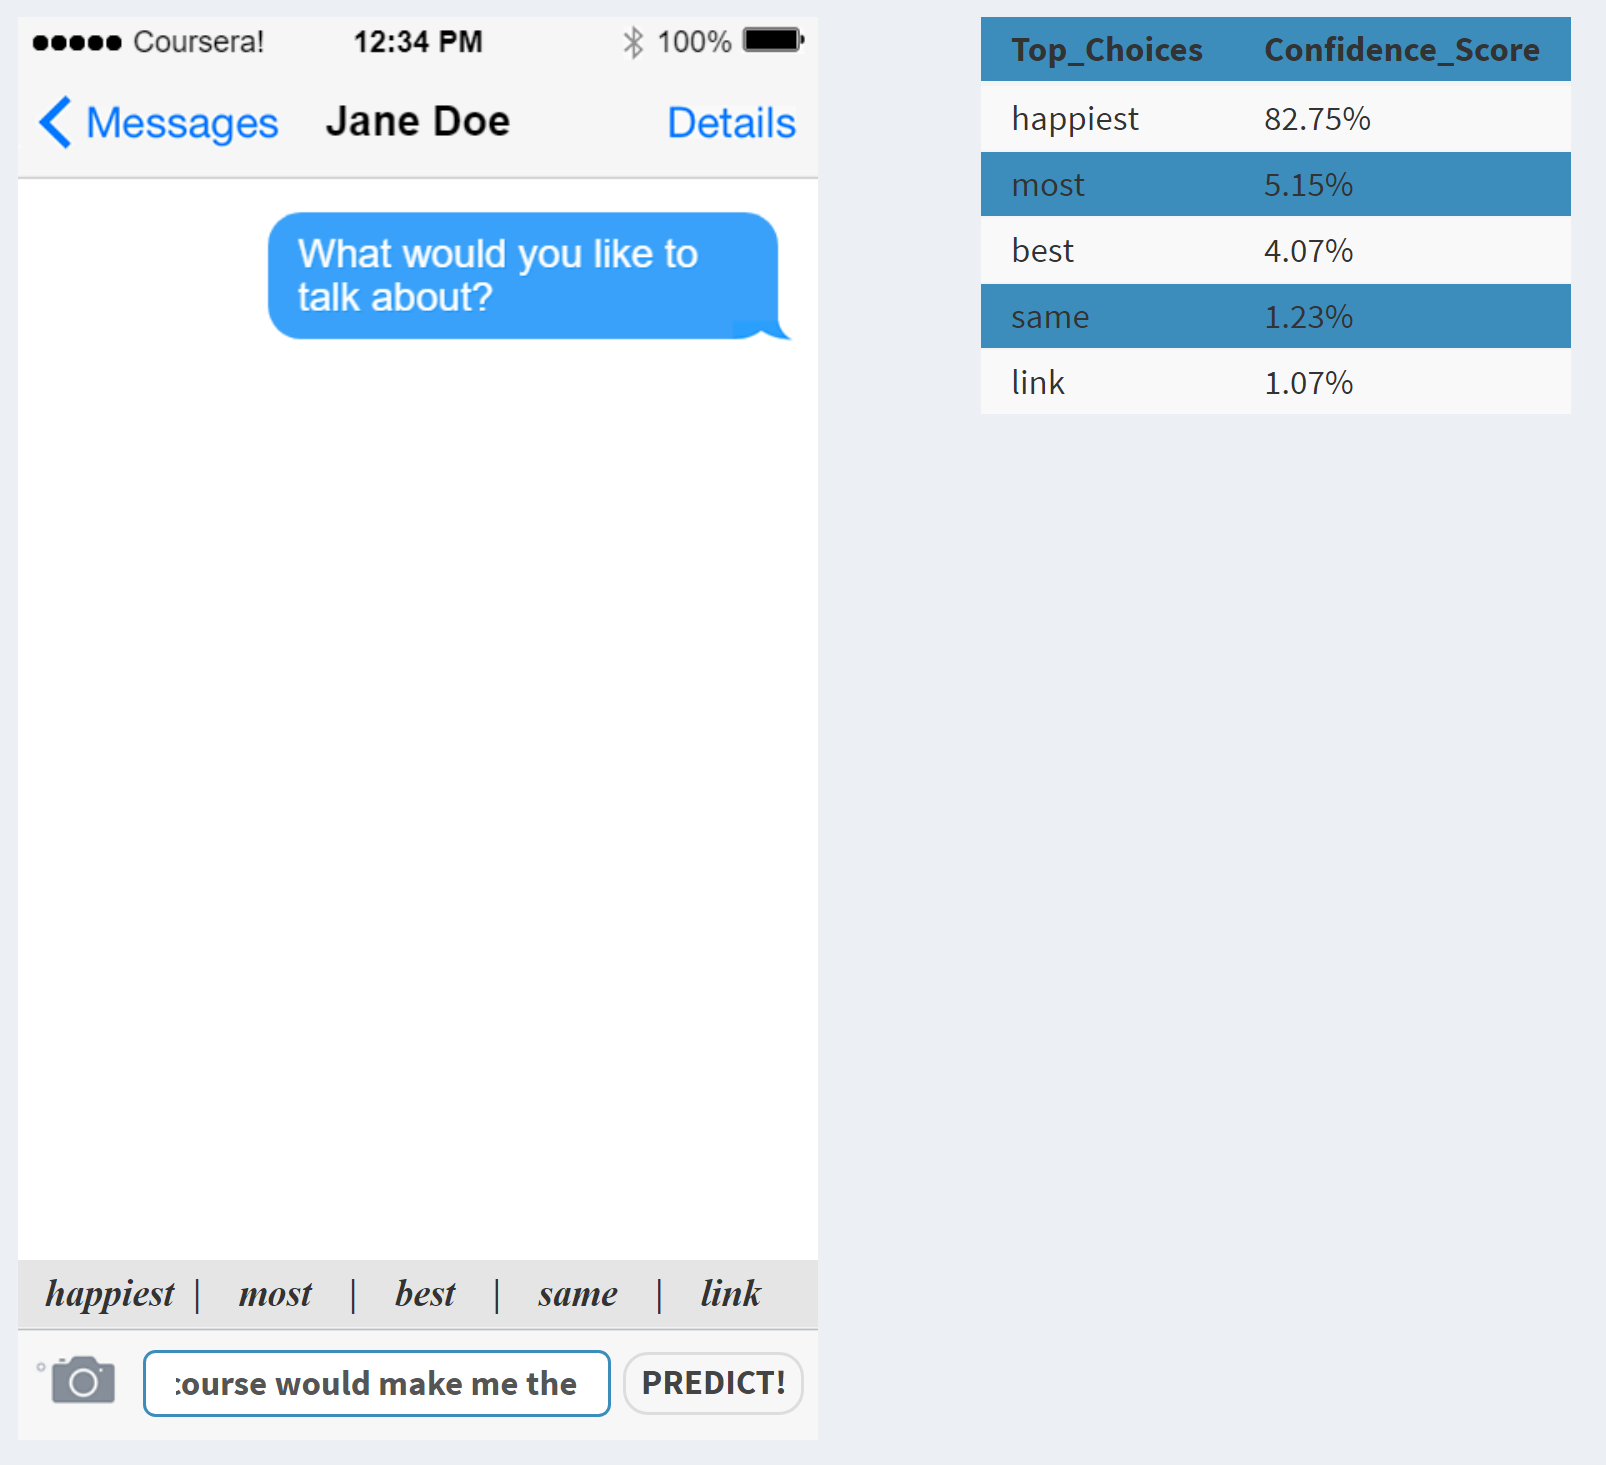 Coursera! 12:34 PM 100%
Messages Jane Doe Details
What would you like to
talk about?
happiest | most | best | same | link
course would make me the PREDICT!
Top_Choices Confidence_Score
happiest 82.75%
most 5.15%
best 4.07%
same 1.23%
link 1.07%